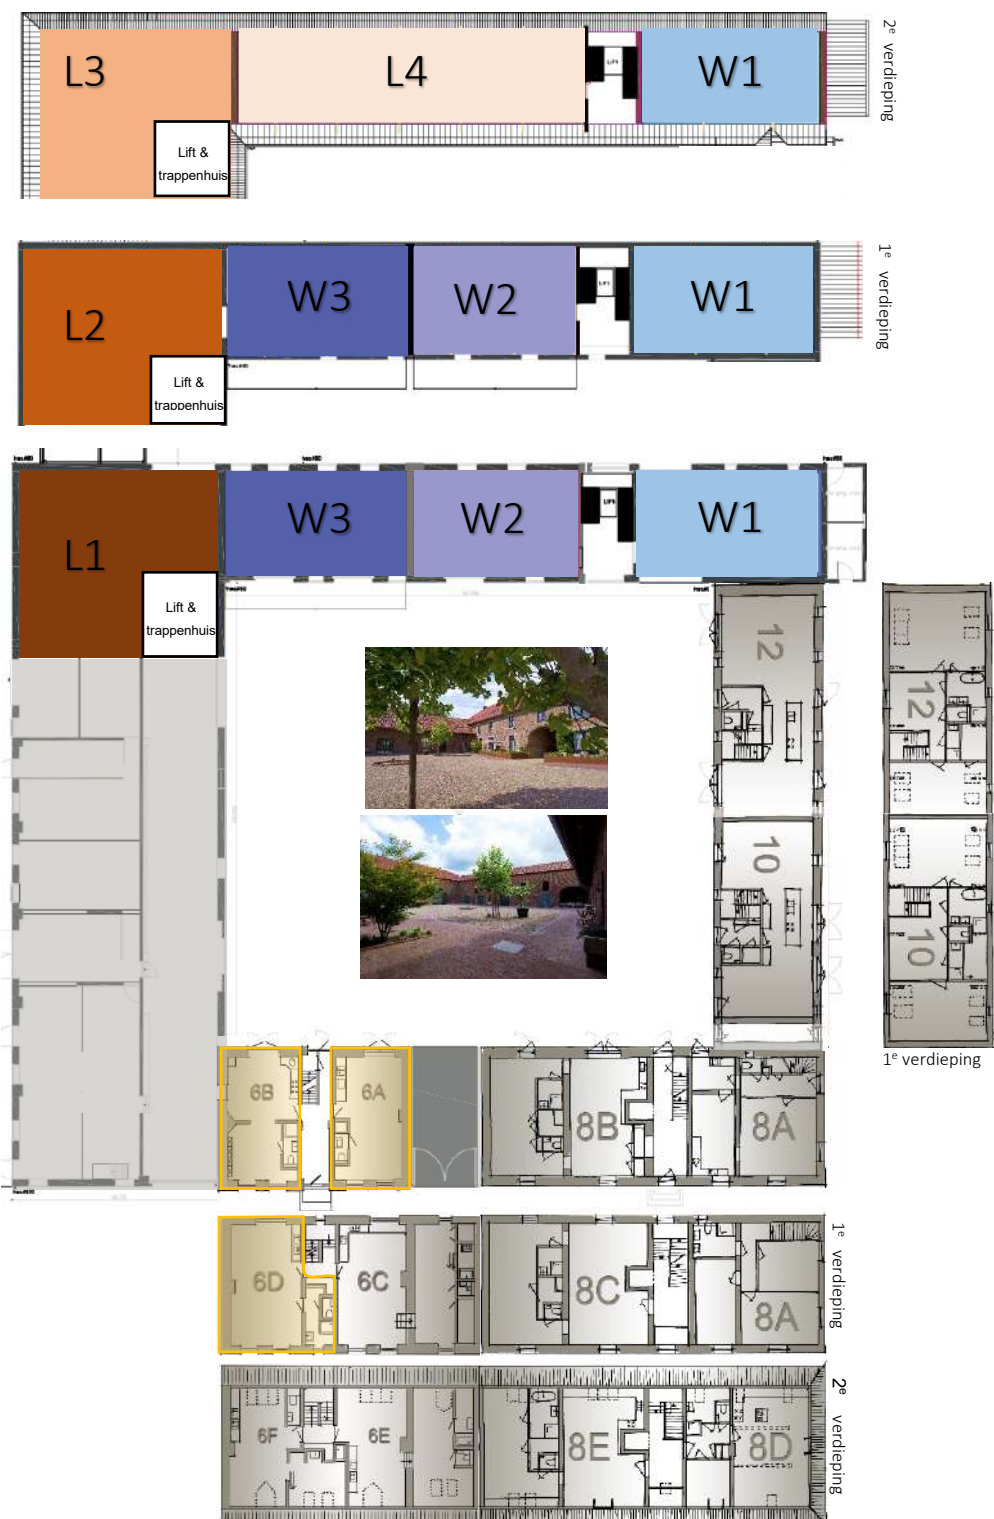 L3
L4
W1
Lift &
trappenhuis
2e verdieping
L2
W3
W2
W1
Lift &
trappenhuis
1e verdieping
L1
W3
W2
W1
Lift &
trappenhuis
12
12
10
10
1e verdieping
6B
6A
8B
8A
6D
6C
8C
8A
1e verdieping
6F
6E
8E
8D
2e verdieping